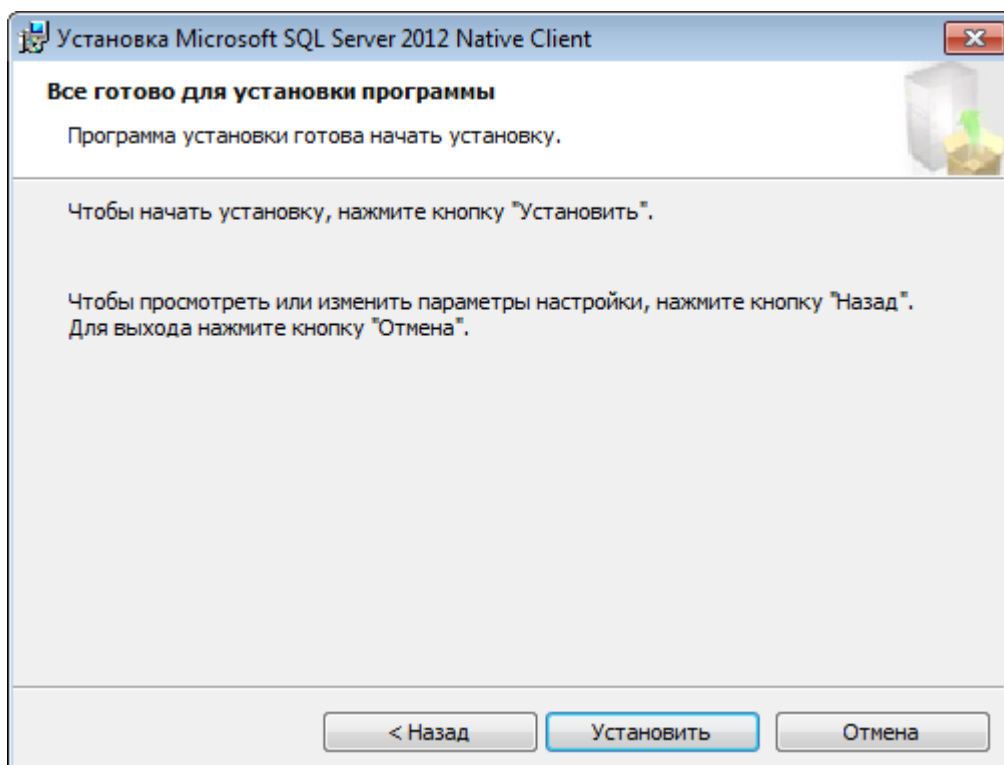 Установка Microsoft SQL Server 2012 Native Client
Все готово для установки программы
Программа установки готова начать установку.
Чтобы начать установку, нажмите кнопку "Установить".
Чтобы просмотреть или изменить параметры настройки, нажмите кнопку "Назад".
Для выхода нажмите кнопку "Отмена".
< Назад Установить Отмена